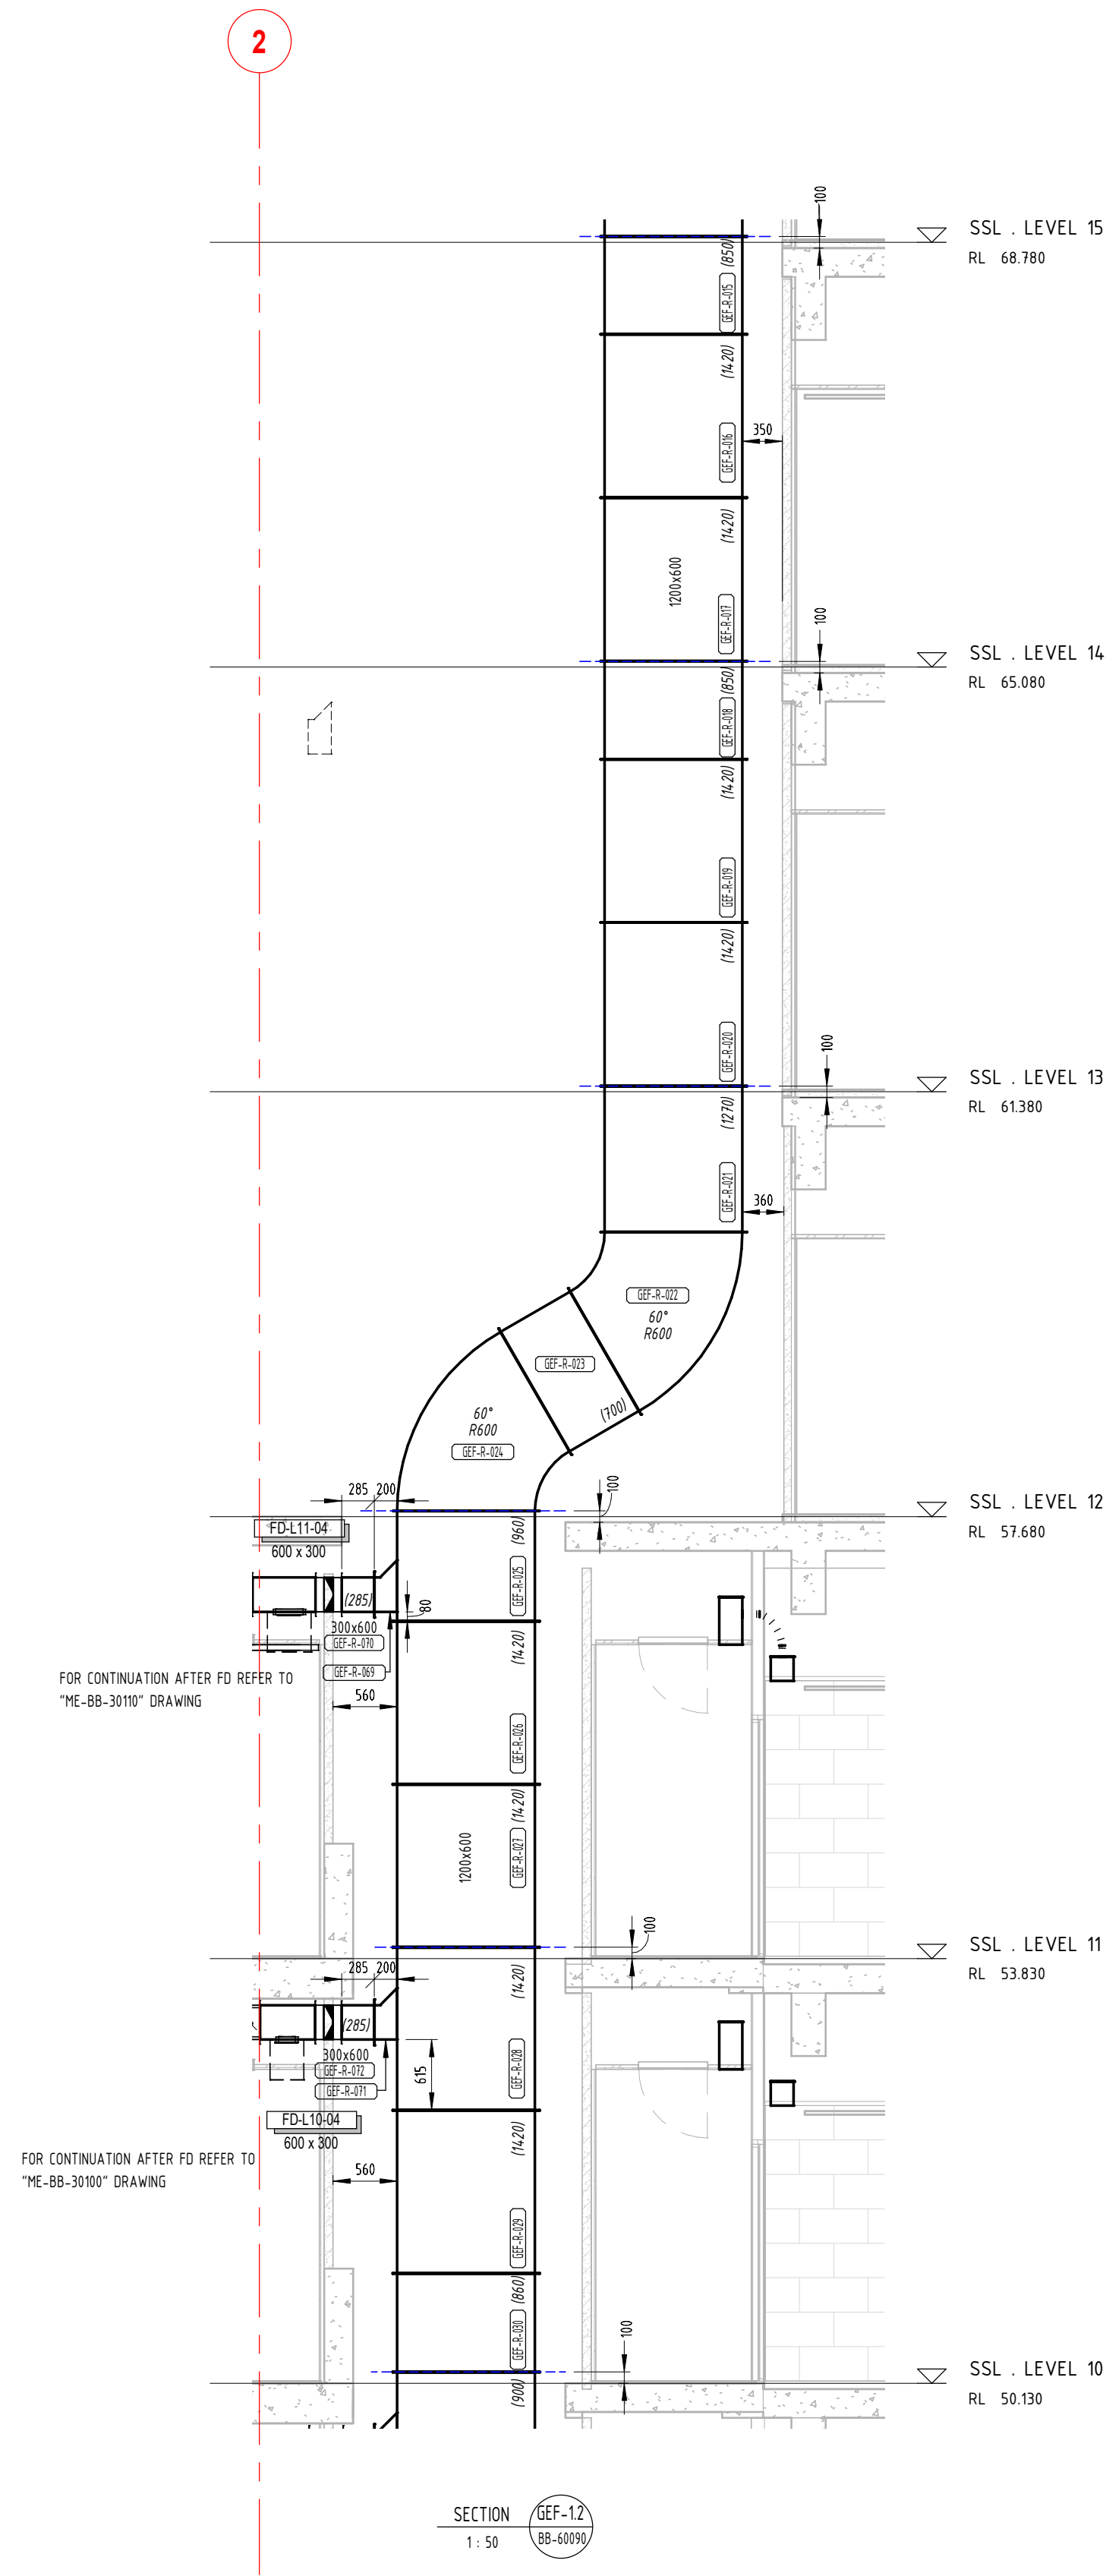 2
100
SSL . LEVEL 15
RL 68.780
(850)
GEF-R-015
(1420)
GEF-R-016
350
(1420)
1200x600
GEF-R-017
100
SSL . LEVEL 14
RL 65.080
(850)
GEF-R-018
(1420)
GEF-R-019
(1420)
GEF-R-020
100
SSL . LEVEL 13
RL 61.380
(1270)
GEF-R-021
360
GEF-R-022
60°
R600
GEF-R-023
(700)
60°
R600
GEF-R-024
285 200
100
SSL . LEVEL 12
RL 57.680
FD-L11-04
600 x 300
(960)
GEF-R-025
(285)
80
300x600
GEF-R-070
GEF-R-069
(1420)
FOR CONTINUATION AFTER FD REFER TO
"ME-BB-30110" DRAWING
560
GEF-R-026
(1420)
1200x600
GEF-R-027
100
SSL . LEVEL 11
RL 53.830
285 200
(1420)
(285)
300x600
GEF-R-072
GEF-R-071
615
GEF-R-028
FD-L10-04
600 x 300
(1420)
FOR CONTINUATION AFTER FD REFER TO
"ME-BB-30100" DRAWING
560
GEF-R-029
(860)
GEF-R-030
100
SSL . LEVEL 10
RL 50.130
(900)
SECTION
GEF-1.2
1 : 50
BB-60090